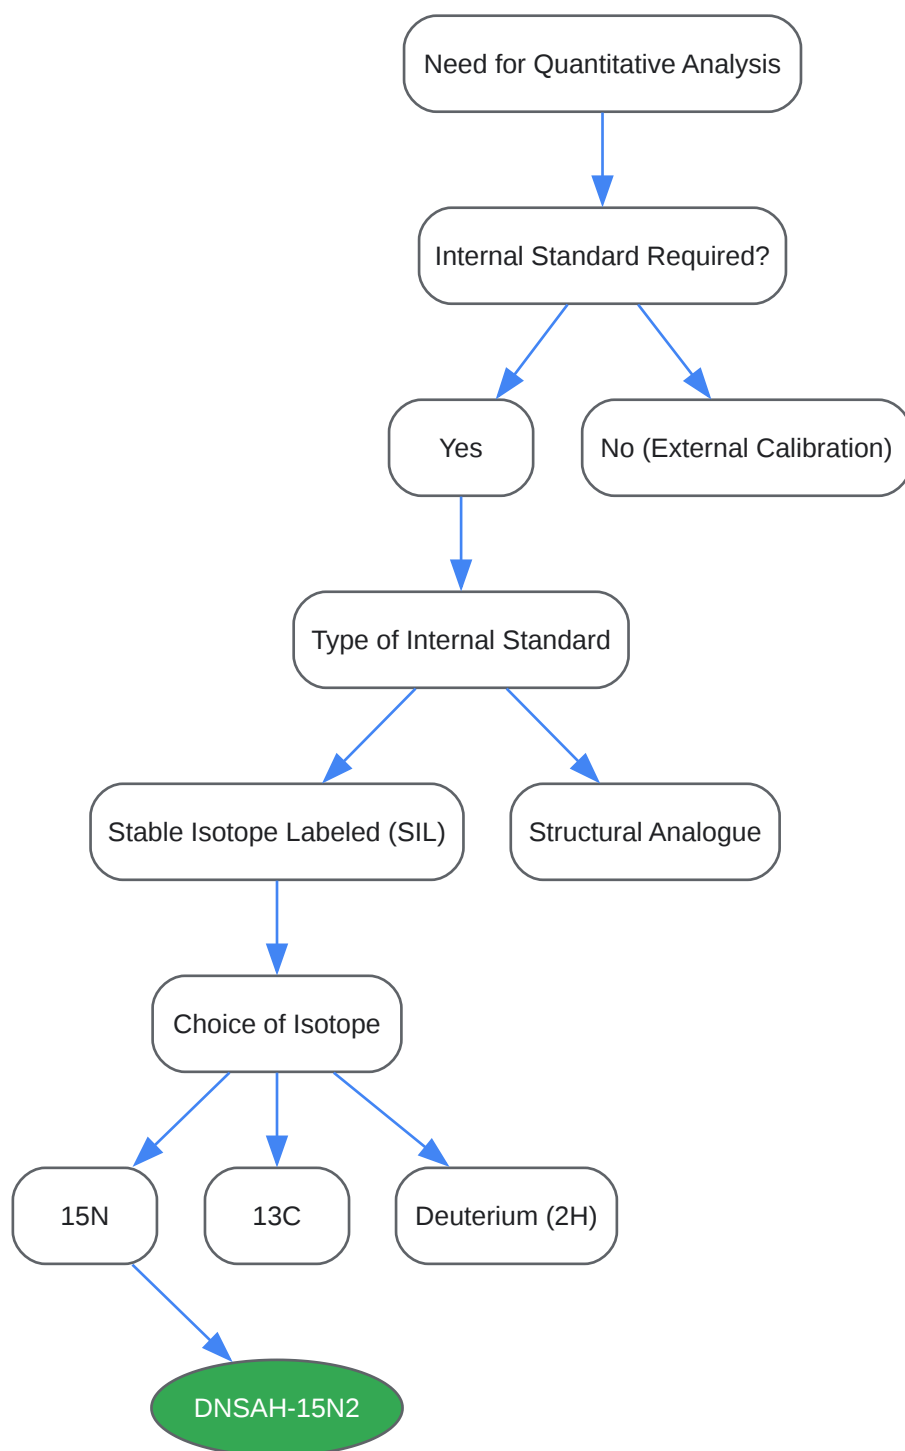 Need for Quantitative Analysis
Internal Standard Required?
Yes
No (External Calibration)
Type of Internal Standard
Stable Isotope Labeled (SIL)
Structural Analogue
Choice of Isotope
15N
13C
Deuterium (2H)
DNSAH-15N2